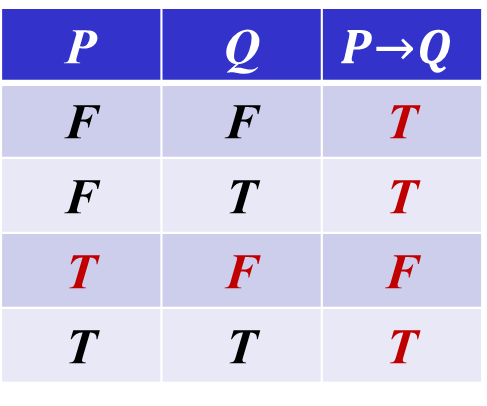 P Q P→Q
F F T
F T T
T F F
T T T